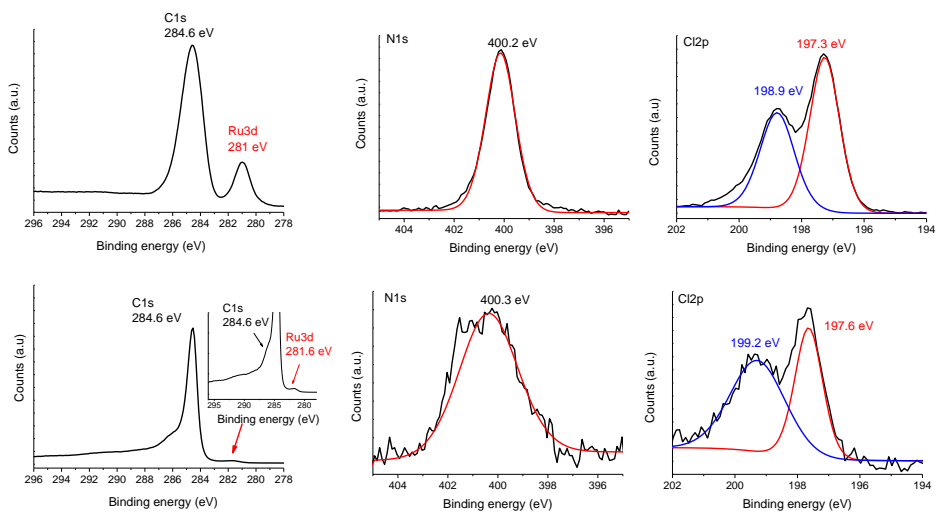 C1s
284.6 eV
Ru3d
281 eV
Counts (a.u.)
296 294 292 290 288 286 284 282 280 278
Binding energy (eV)
N1s
400.2 eV
Counts (a.u.)
404 402 400 398 396
Binding energy (eV)
Cl2p
197.3 eV
198.9 eV
Counts (a.u.)
202 200 198 196 194
Binding energy (eV)
C1s
284.6 eV
Counts (a.u)
296 294 292 290 288 286 284 282 280 278
Binding energy (eV)
C1s
284.6 eV
Ru3d
281.6 eV
295 290 285 280
Binding energy (eV)
N1s
400.3 eV
Counts (a.u.)
404 402 400 398 396
Binding energy (eV)
Cl2p
197.6 eV
199.2 eV
Counts (a.u.)
202 200 198 196 194
Binding energy (eV)